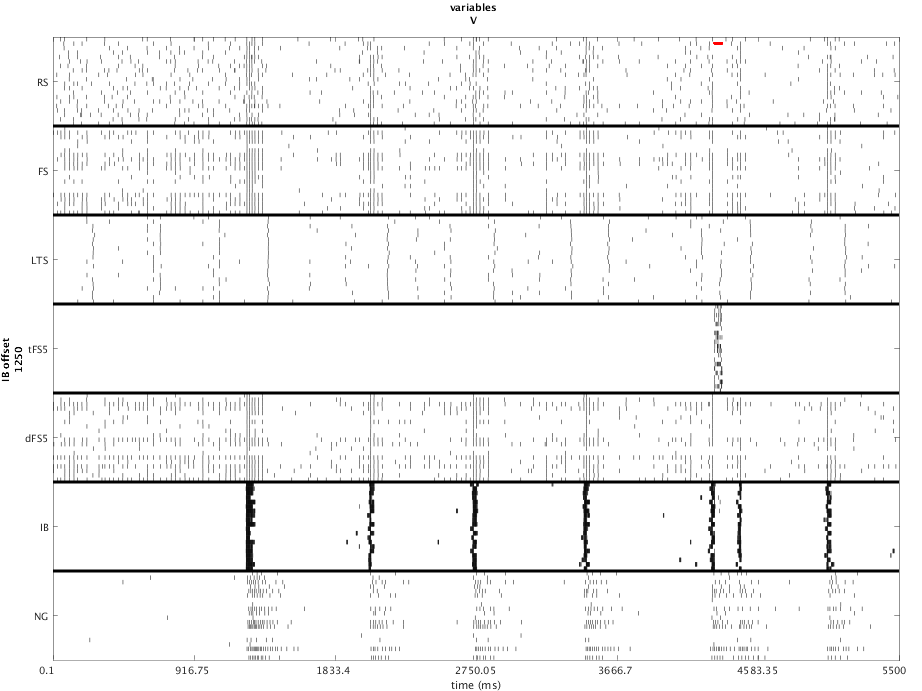 variables
V
RS
FS
LTS
tFS5
dFS5
IB
NG
IB offset
1250
0.1 916.75 1833.4 2750.05 3666.7 4583.35 5500
time (ms)